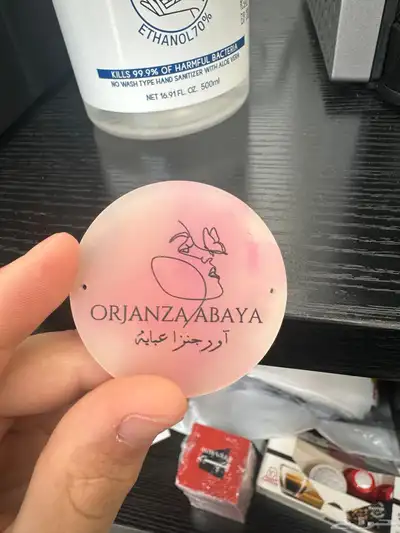 ETHANOL70%
KILLS 99.9% OF HARMFUL BACTERIA
NO WASH TYPE HAND SANITIZER WITH ALOE VERA
NET 16.91 FL. OZ. 500ml
ORJANZA ABAYA
آورجنزا عباية